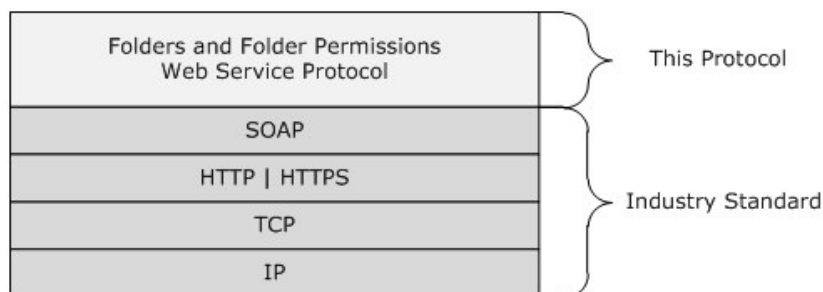 Folders and Folder Permissions
Web Service Protocol
This Protocol
SOAP
HTTP | HTTPS
TCP
IP
Industry Standard